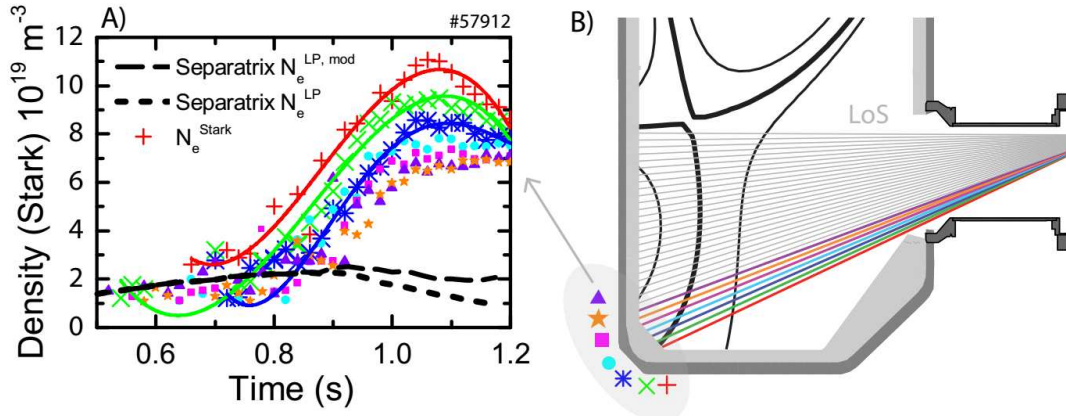 A)
#57912
B)
Density (Stark) 10^19 m^-3
12
10
8
6
4
2
0
Separatrix N_e^LP, mod
Separatrix N_e^LP
N_e^Stark
LoS
0.6
0.8
1.0
1.2
Time (s)